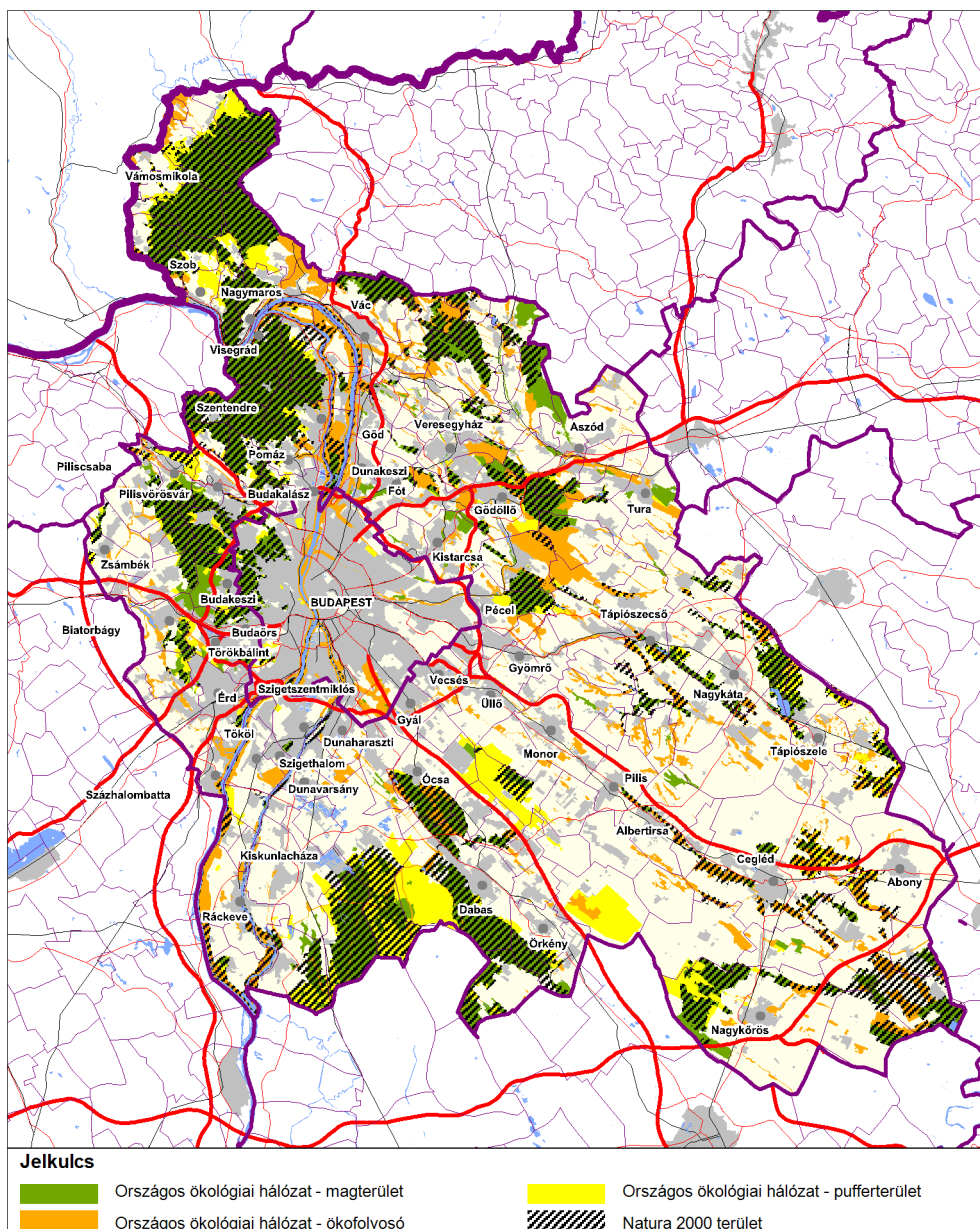 Vámosmikola
Szob
Nagymaros
Vác
Visegrád
Szentendre
Veresegyház
Aszód
Göd
Pomáz
Piliscsaba
Dunakeszi
Pilisvörösvár
Budakalász
Fót
Gödöllő
Tura
Kistarcsa
Zsámbék
Budakeszi
BUDAPEST
Pécel
Tápiószecső
Biatorbágy
Budaörs
Törökbálint
Gyömrő
Vecsés
Érd
Szigetszentmiklós
Nagykáta
Üllő
Gyál
Tököl
Dunaharaszti
Monor
Tápiószele
Szigethalom
Ócsa
Pilis
Százhalombatta
Dunavarsány
Albertirsa
Kiskunlacháza
Cegléd
Abony
Ráckeve
Dabas
Örkény
Nagykőrös
Jelkulcs
Országos ökológiai hálózat - magterület
Országos ökológiai hálózat - pufferterület
Országos ökológiai hálózat - ökofolyosó
Natura 2000 terület